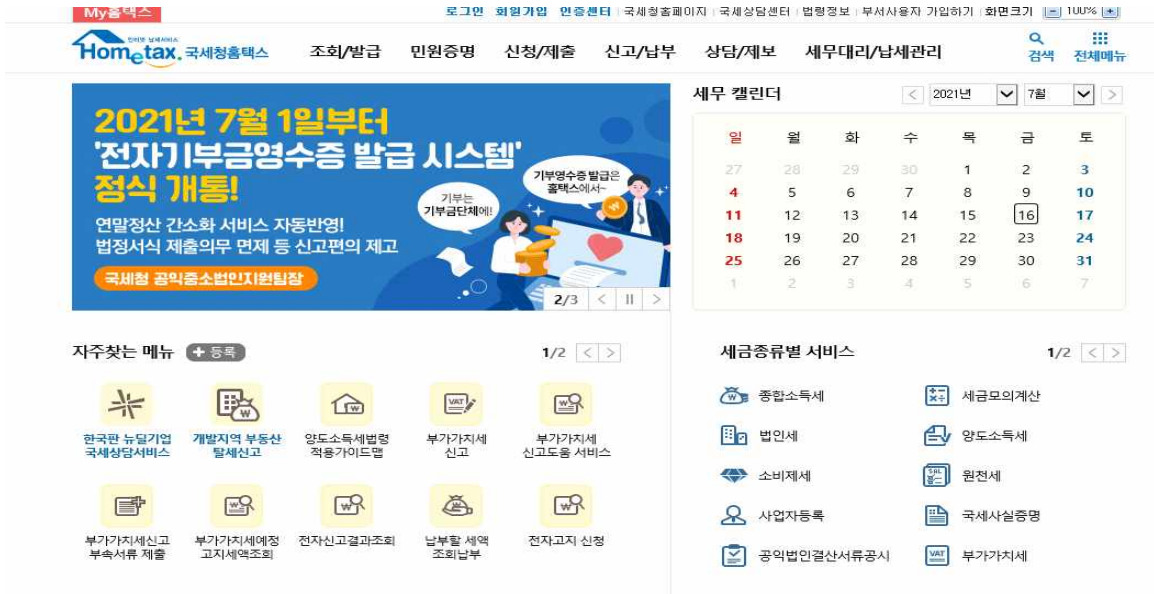 My홈택스
로그인 회원가입 인증센터 국세청홈페이지 국세상담센터 법령정보 부서사용자 가입하기 화면크기 - 100% +
인터넷 납세서비스
Hometax. 국세청홈택스
조회/발급 민원증명 신청/제출 신고/납부 상담/제보 세무대리/납세관리
검색 전체메뉴
2021년 7월 1일부터
'전자기부금영수증 발급 시스템'
정식 개통!
연말정산 간소화 서비스 자동반영!
법정서식 제출의무 면제 등 신고편의 제고
국세청 공익중소법인지원팀장
기부는
기부금단체에!
기부영수증 발급은
홈택스에서~
2/3 < II >
세무 캘린더
< 2021년 7월 >
일 월 화 수 목 금 토
27 28 29 30 1 2 3
4 5 6 7 8 9 10
11 12 13 14 15 16 17
18 19 20 21 22 23 24
25 26 27 28 29 30 31
1 2 3 4 5 6 7
자주찾는 메뉴 + 등록 1/2 < >
한국판 뉴딜기업
국세상담서비스
개발지역 부동산
탈세신고
양도소득세법령
적용가이드맵
VAT
부가가치세
신고
부가가치세
신고도움 서비스
부가가치세신고
부속서류 제출
부가가치세예정
고지세액조회
전자신고결과조회
납부할 세액
조회납부
전자고지 신청
세금종류별 서비스 1/2 < >
종합소득세
세금모의계산
법인세
양도소득세
소비제세
SAL
원천세
사업자등록
국세사실증명
공익법인결산서류공시
VAT
부가가치세